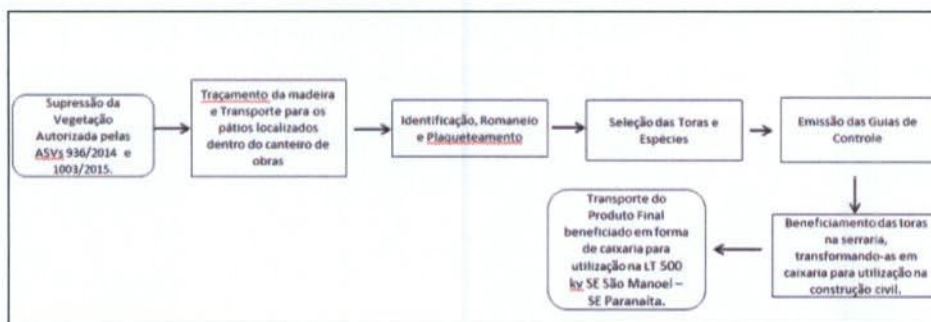 Supressão da
Vegetação
Autorizada pelas
ASVs 936/2014 e
1003/2015.
Traçamento da madeira
e Transporte para os
pátios localizados
dentro do canteiro de
obras
Identificação, Romaneio
e Plaqueteamento
Seleção das Toras e
Espécies
Emissão das Guias de
Controle
Beneficiamento das toras
na serraria,
transformando-as em
caixaria para utilização na
construção civil.
Transporte do
Produto Final
beneficiado em forma
de caixaria para
utilização na LT 500
kv SE São Manoel –
SE Paranaíta.